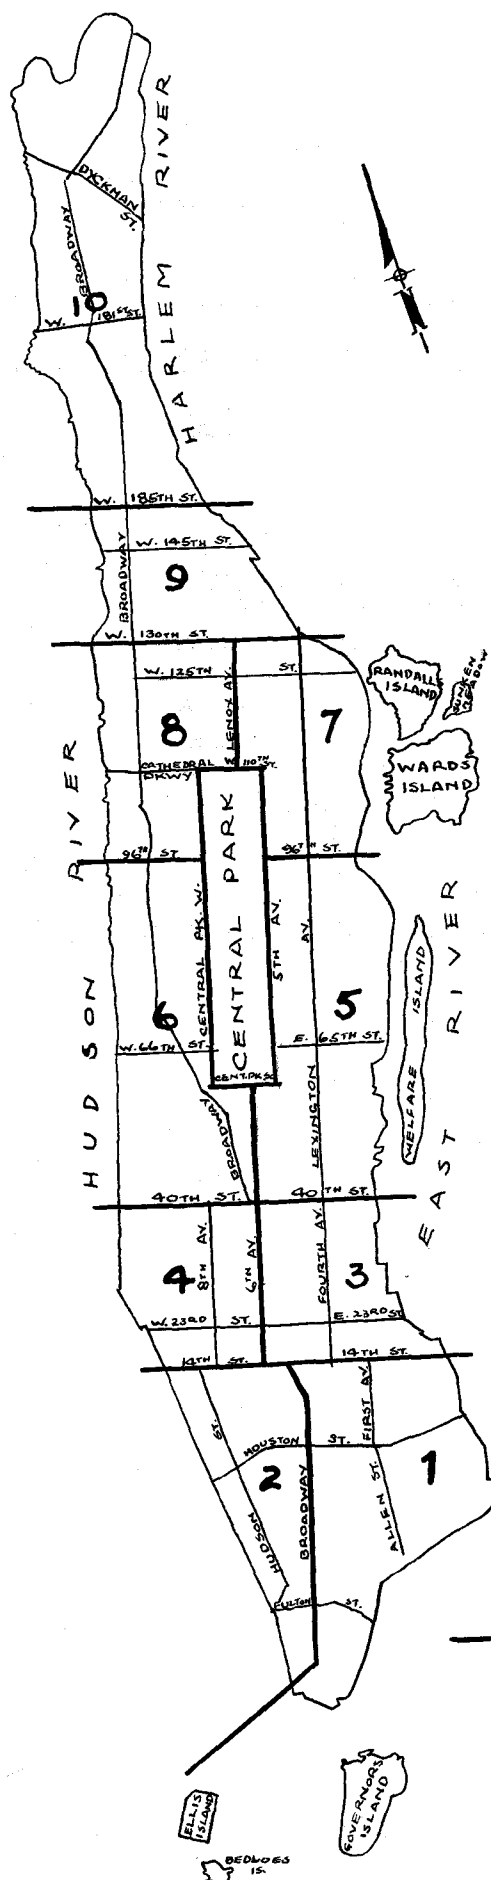 DYCKMAN
ST.
HARLEM RIVER
BROADWAY
10
W. 181ST ST.
W. 185TH ST.
W. 145TH ST.
BROADWAY
9
W. 130TH ST.
W. 125TH ST.
LENOX AV.
8
7
RANDALL
ISLAND
SUNKEN
MEADOW
CATHEDRAL
PKWY
W. 110TH
ST.
WARDS
ISLAND
HUDSON RIVER
96TH ST.
96TH ST.
CENTRAL PK. W.
CENTRAL PARK
5TH AV.
LEXINGTON AV.
WELFARE ISLAND
EAST RIVER
6
5
W. 66TH ST.
E. 65TH ST.
CENT. PK. SO.
BROADWAY
40TH ST.
40TH ST.
8TH AV.
6TH AV.
FOURTH AV.
4
3
W. 23RD ST.
E. 23RD ST.
14TH ST.
14TH ST.
HUDSON ST.
FIRST AV.
HOUSTON ST.
2
BROADWAY
ALLEN ST.
1
FULTON ST.
ELLIS
ISLAND
GOVERNORS
ISLAND
BEDLOES
IS.